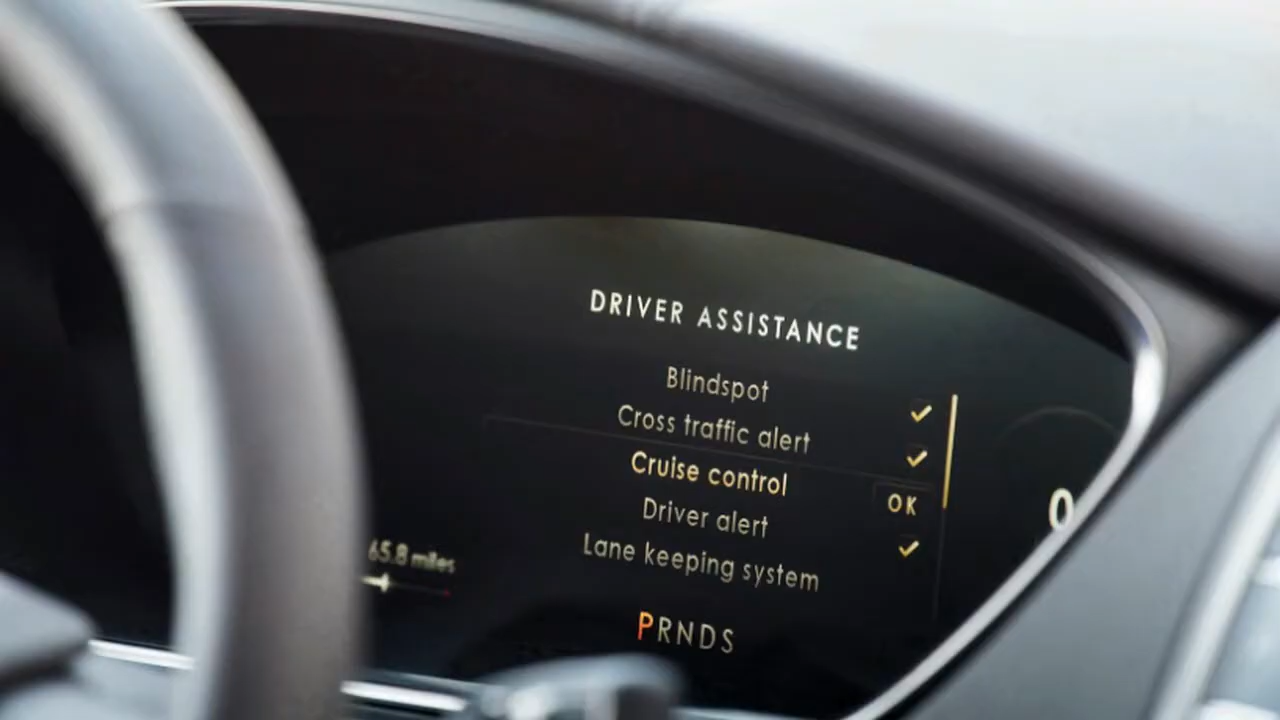 DRIVER ASSISTANCE
Blindspot
Cross traffic alert
Cruise control OK
Driver alert
Lane keeping system
65.8 miles
PRNDS
0